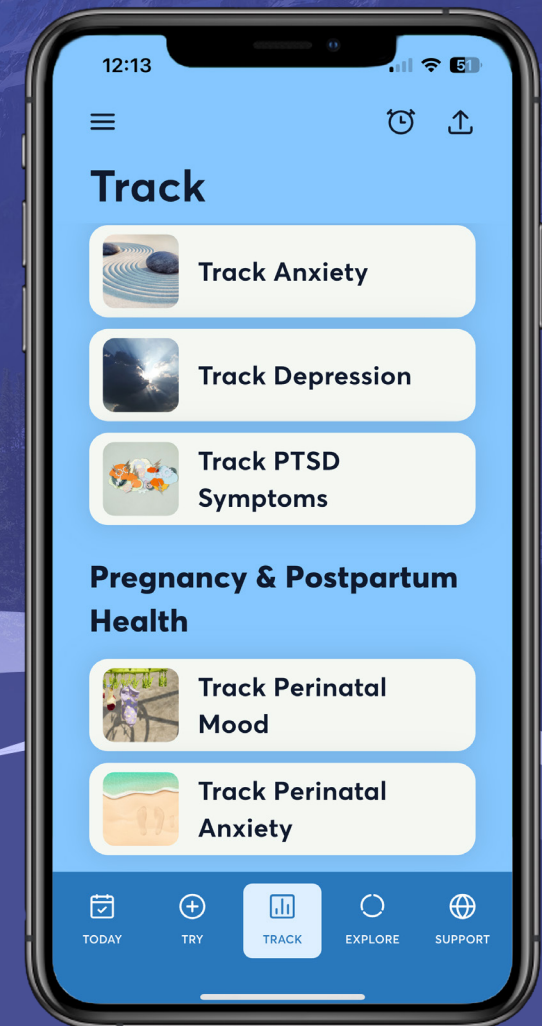 12:13
51
Track
Track Anxiety
Track Depression
Track PTSD
Symptoms
Pregnancy & Postpartum
Health
Track Perinatal
Mood
Track Perinatal
Anxiety
TODAY TRY TRACK EXPLORE SUPPORT